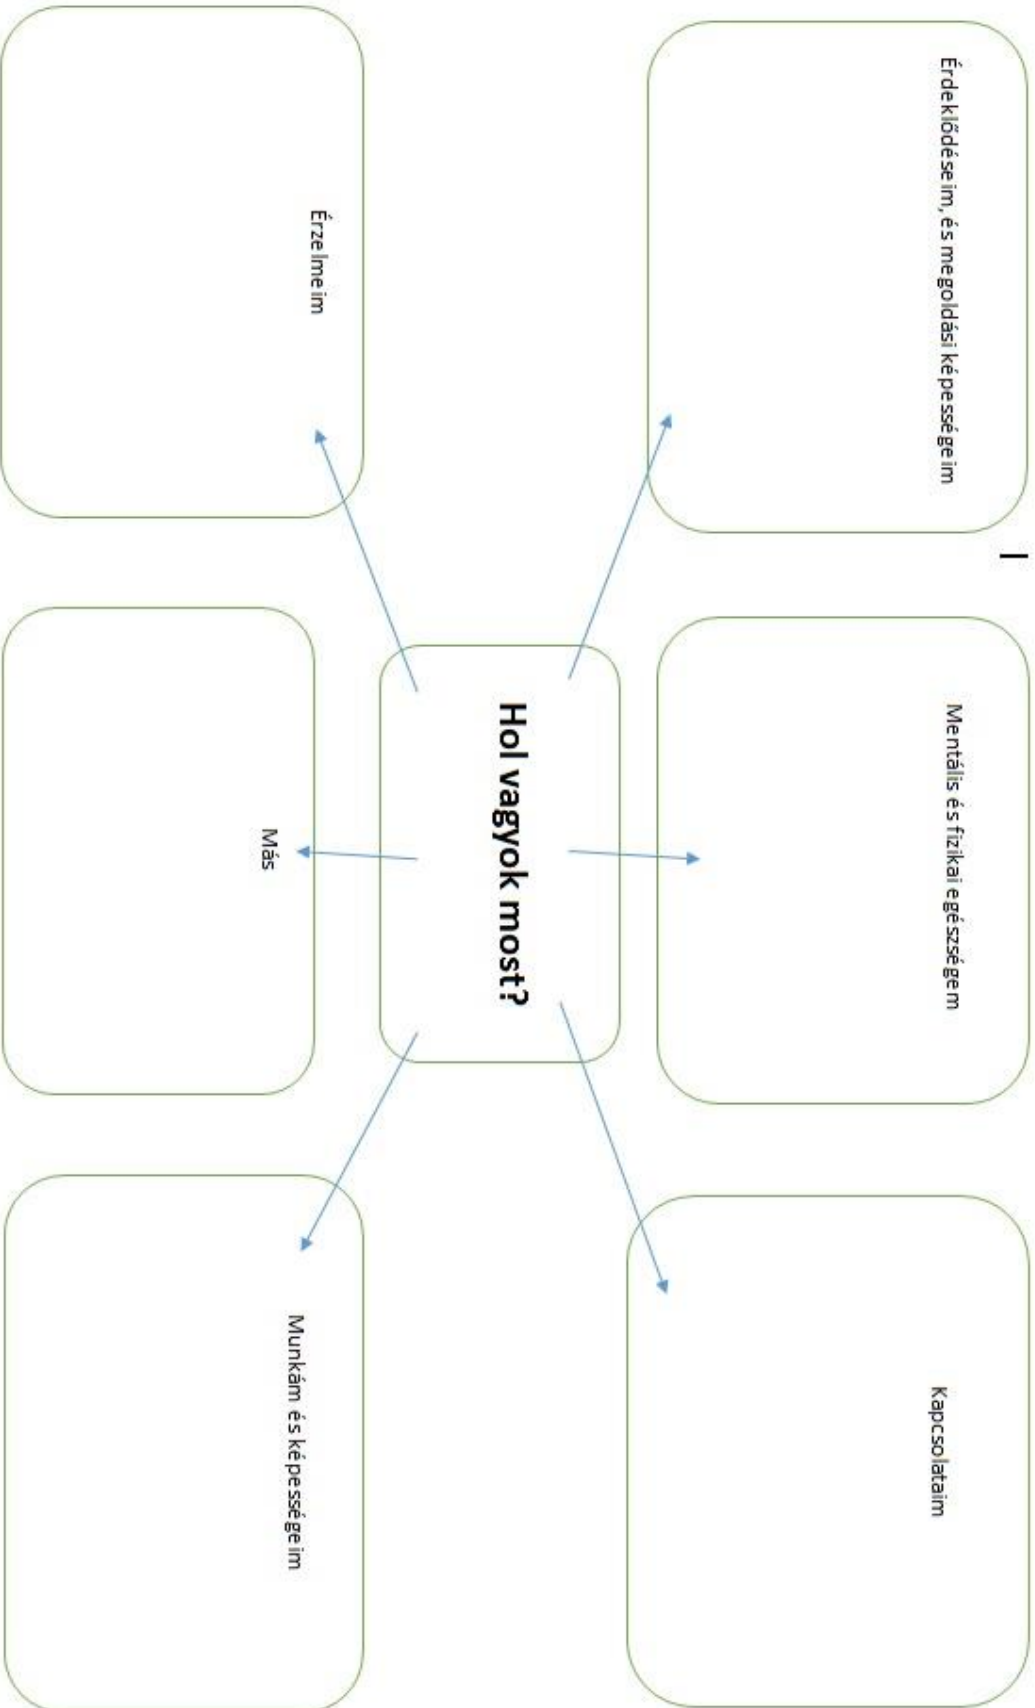 Érdeklődéseim, és megoldási képességeim
Mentális és fizikai egészségem
Kapcsolataim
Hol vagyok most?
Érzelmeim
Más
Munkám és képességeim